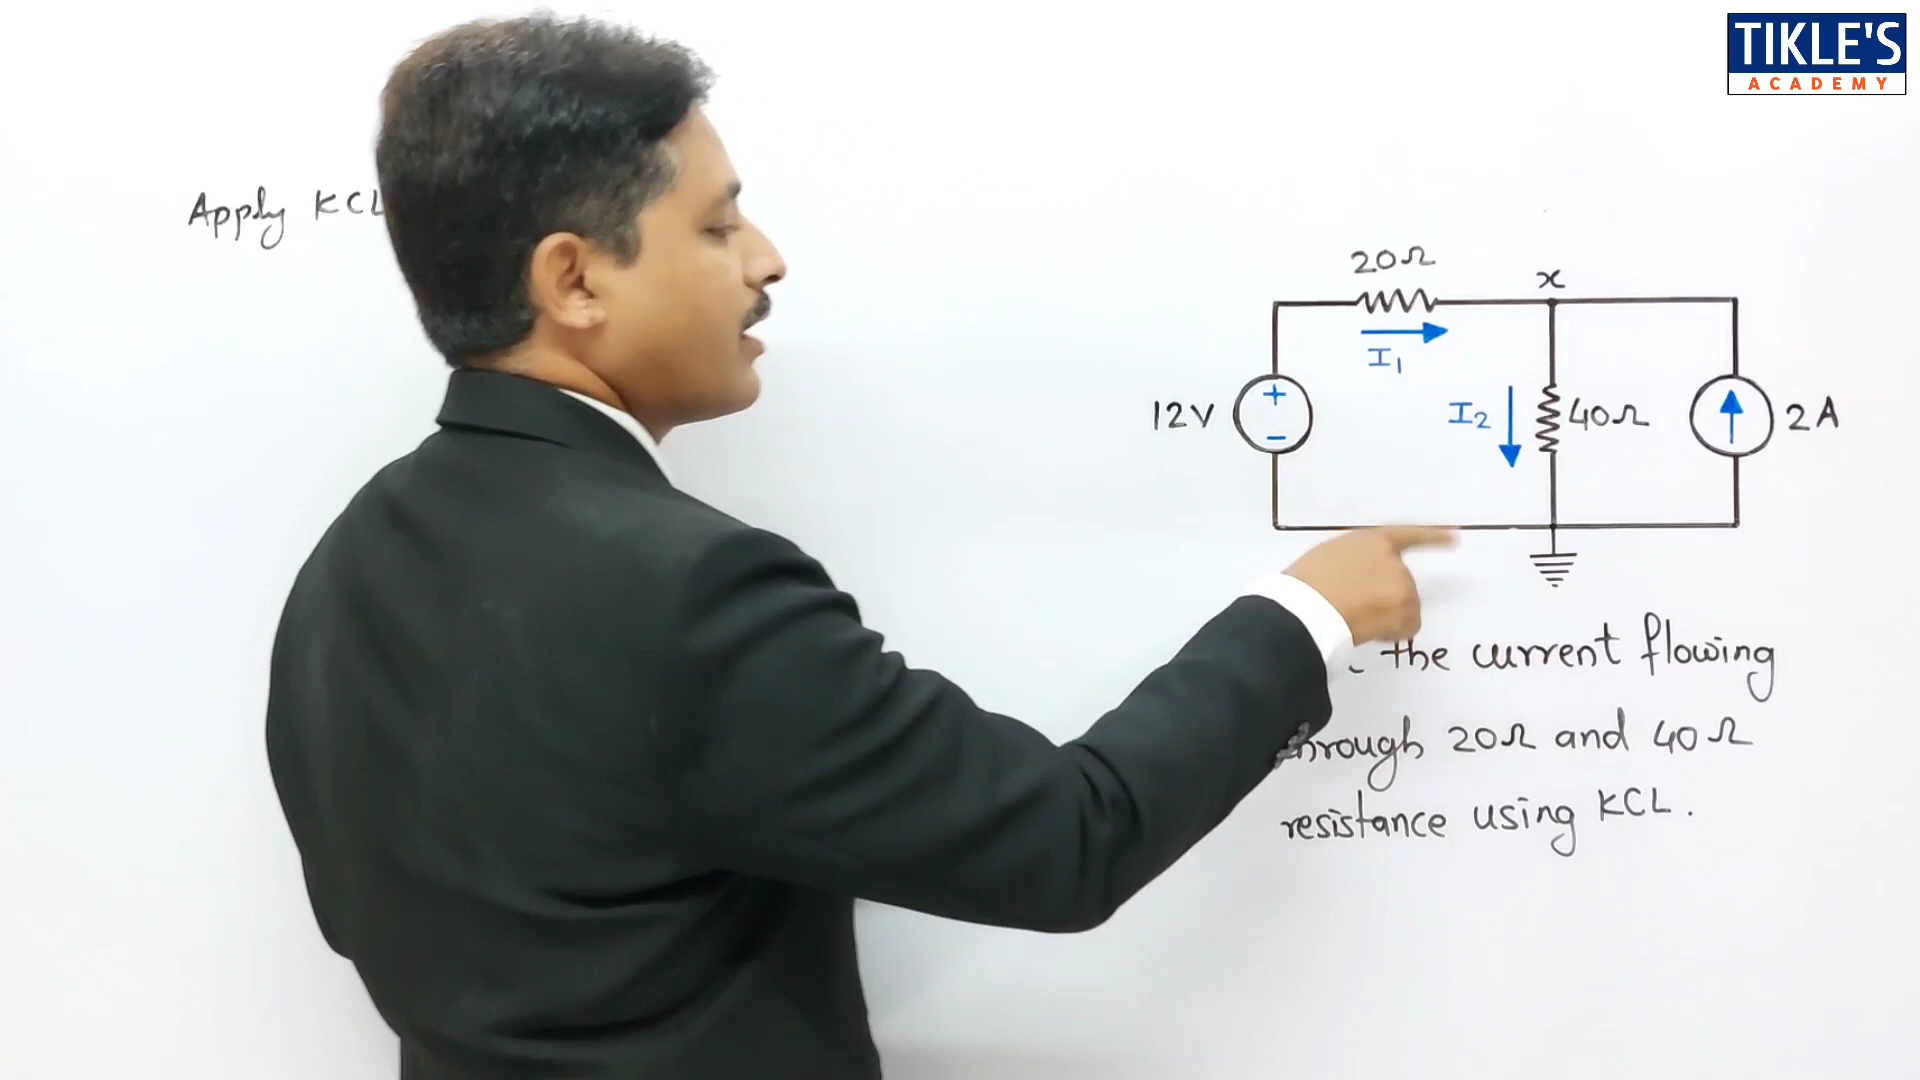 TIKLE'S
ACADEMY
Apply KCL
20Ω
x
I₁
12V
+
−
I₂
40Ω
2A
the current flowing
through 20Ω and 40Ω
resistance using KCL.